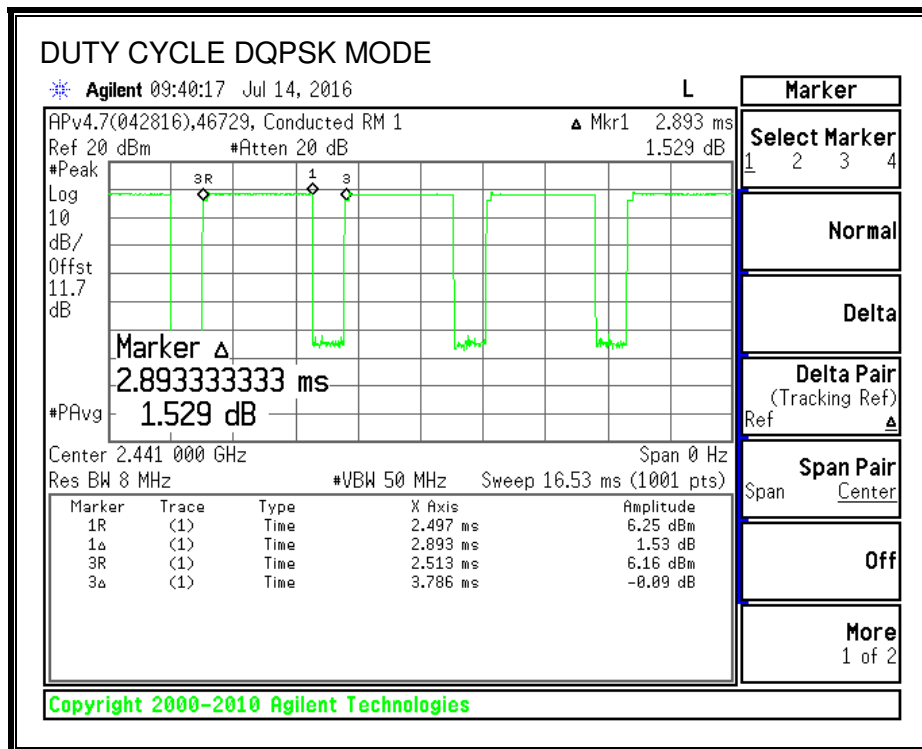 DUTY CYCLE DQPSK MODE
Agilent 09:40:17 Jul 14, 2016 L
APv4.7(042816),46729, Conducted RM 1 Δ Mkr1 2.893 ms
Ref 20 dBm #Atten 20 dB 1.529 dB
#Peak
Log
10
dB/
Offst
11.7
dB
3R 1 3
Marker Δ
2.893333333 ms
1.529 dB
#PAvg
Center 2.441 000 GHz Span 0 Hz
Res BW 8 MHz #VBW 50 MHz Sweep 16.53 ms (1001 pts)
Marker Trace Type X Axis Amplitude
1R (1) Time 2.497 ms 6.25 dBm
1Δ (1) Time 2.893 ms 1.53 dB
3R (1) Time 2.513 ms 6.16 dBm
3Δ (1) Time 3.786 ms -0.09 dB
Marker
Select Marker
1 2 3 4
Normal
Delta
Delta Pair
(Tracking Ref)
Ref Δ
Span Pair
Span Center
Off
More
1 of 2
Copyright 2000-2010 Agilent Technologies